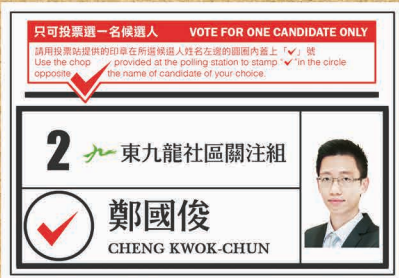 只可投票選一名候選人 VOTE FOR ONE CANDIDATE ONLY
請用投票站提供的印章在所選候選人姓名左邊的圓圈內蓋上「✔」號
Use the chop provided at the polling station to stamp "✔"in the circle
opposite the name of candidate of your choice.
2 東九龍社區關注組
鄭國俊
CHENG KWOK-CHUN